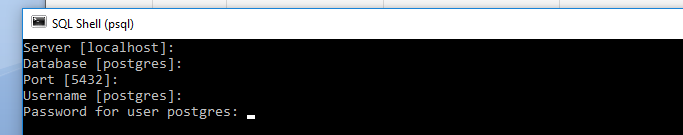 SQL Shell (psql)
Server [localhost]:
Database [postgres]:
Port [5432]:
Username [postgres]:
Password for user postgres: